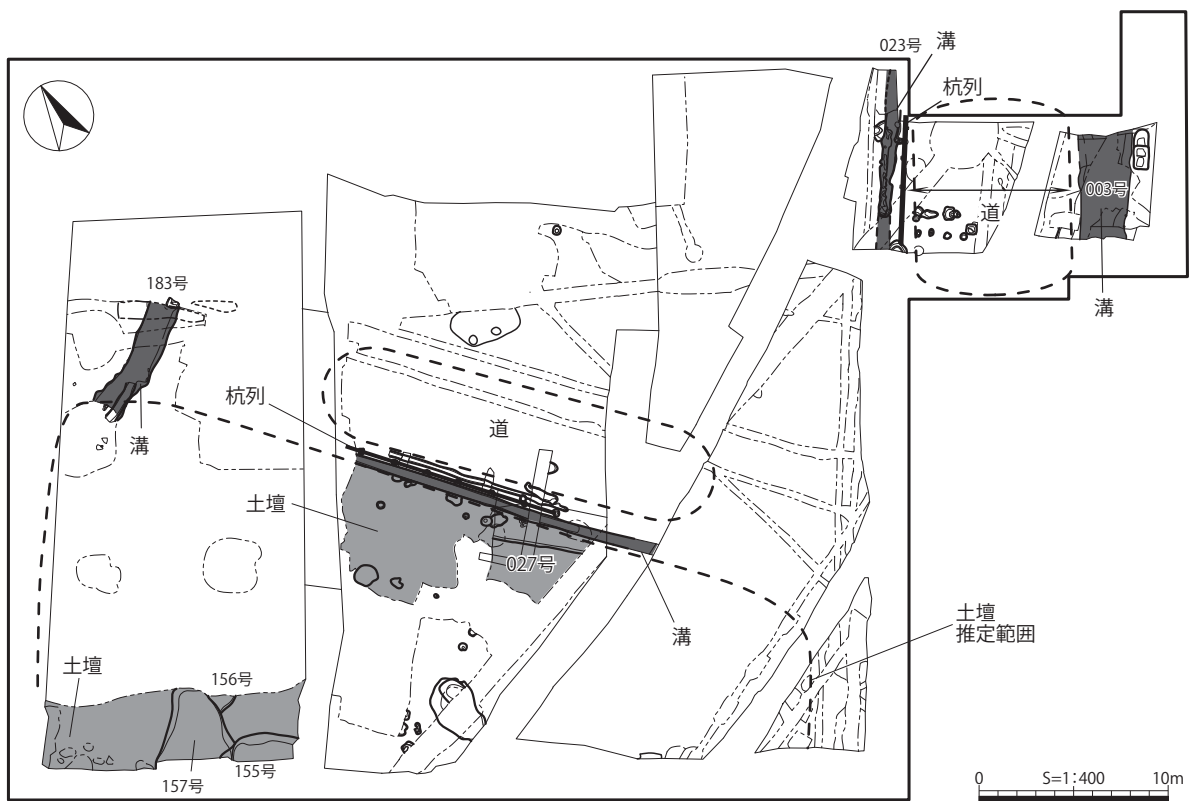 023号
溝
杭列
003号
道
溝
183号
溝
杭列
道
土壇
027号
溝
土壇
推定範囲
土壇
156号
157号
155号
0 S=1:400 10m